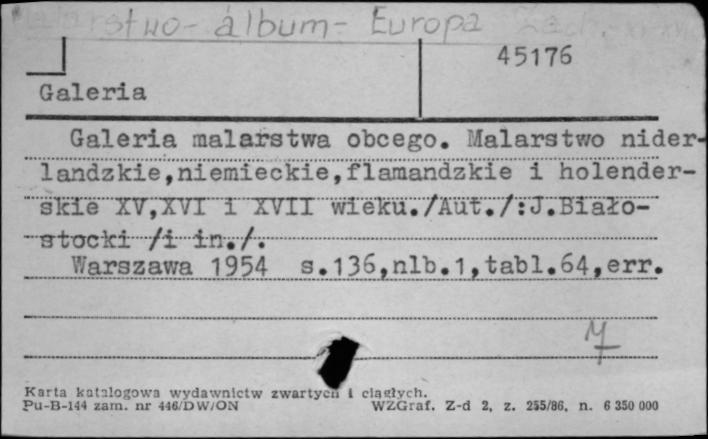 Malarstwo - album - Europa Zach.
45176
Galeria
Galeria malarstwa obcego. Malarstwo nider-
landzkie,niemieckie,flamandzkie i holender-
skie XV,XVI i XVII wieku./Aut./:J.Biało-
stocki /i in./.
Warszawa 1954 s.136,nlb.1,tabl.64,err.
Karta katalogowa wydawnictw zwartych i ciągłych.
Pu-B-144 zam. nr 446/DW/ON WZGraf. Z-d 2, z. 255/86, n. 6 350 000